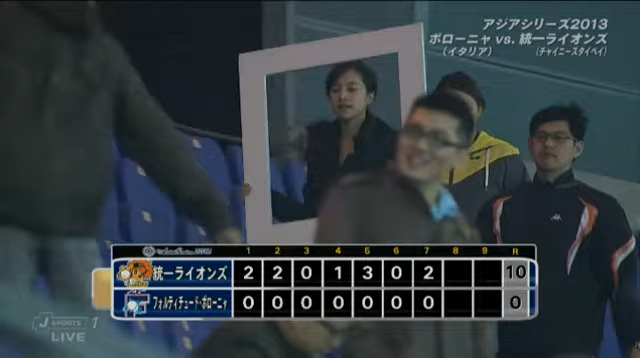 アジアシリーズ2013
ボローニャ vs. 統一ライオンズ
(イタリア) (チャイニーズタイペイ)
1 2 3 4 5 6 7 8 9 R
統一ライオンズ 2 2 0 1 3 0 2 10
フォルティチュード・ボローニャ 0 0 0 0 0 0 0 0
J SPORTS 1
LIVE